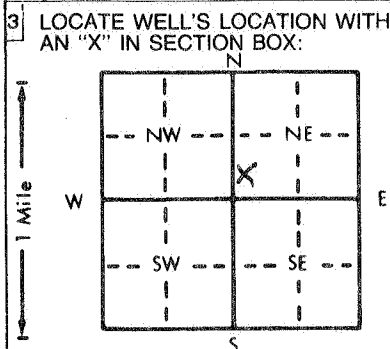 3 LOCATE WELL'S LOCATION WITH
AN "X" IN SECTION BOX:
N
NW NE
X
W E
1 Mile
SW SE
S